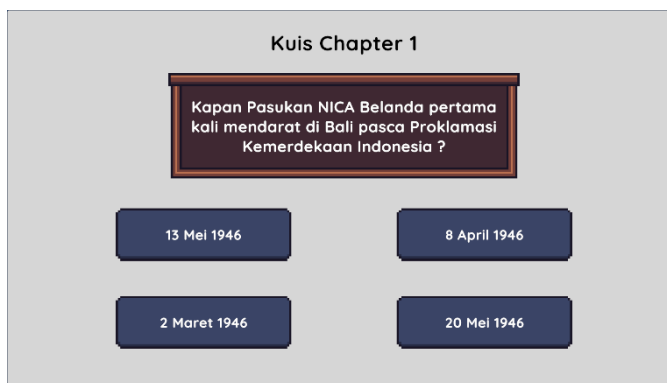 Kuis Chapter 1
Kapan Pasukan NICA Belanda pertama
kali mendarat di Bali pasca Proklamasi
Kemerdekaan Indonesia ?
13 Mei 1946
8 April 1946
2 Maret 1946
20 Mei 1946